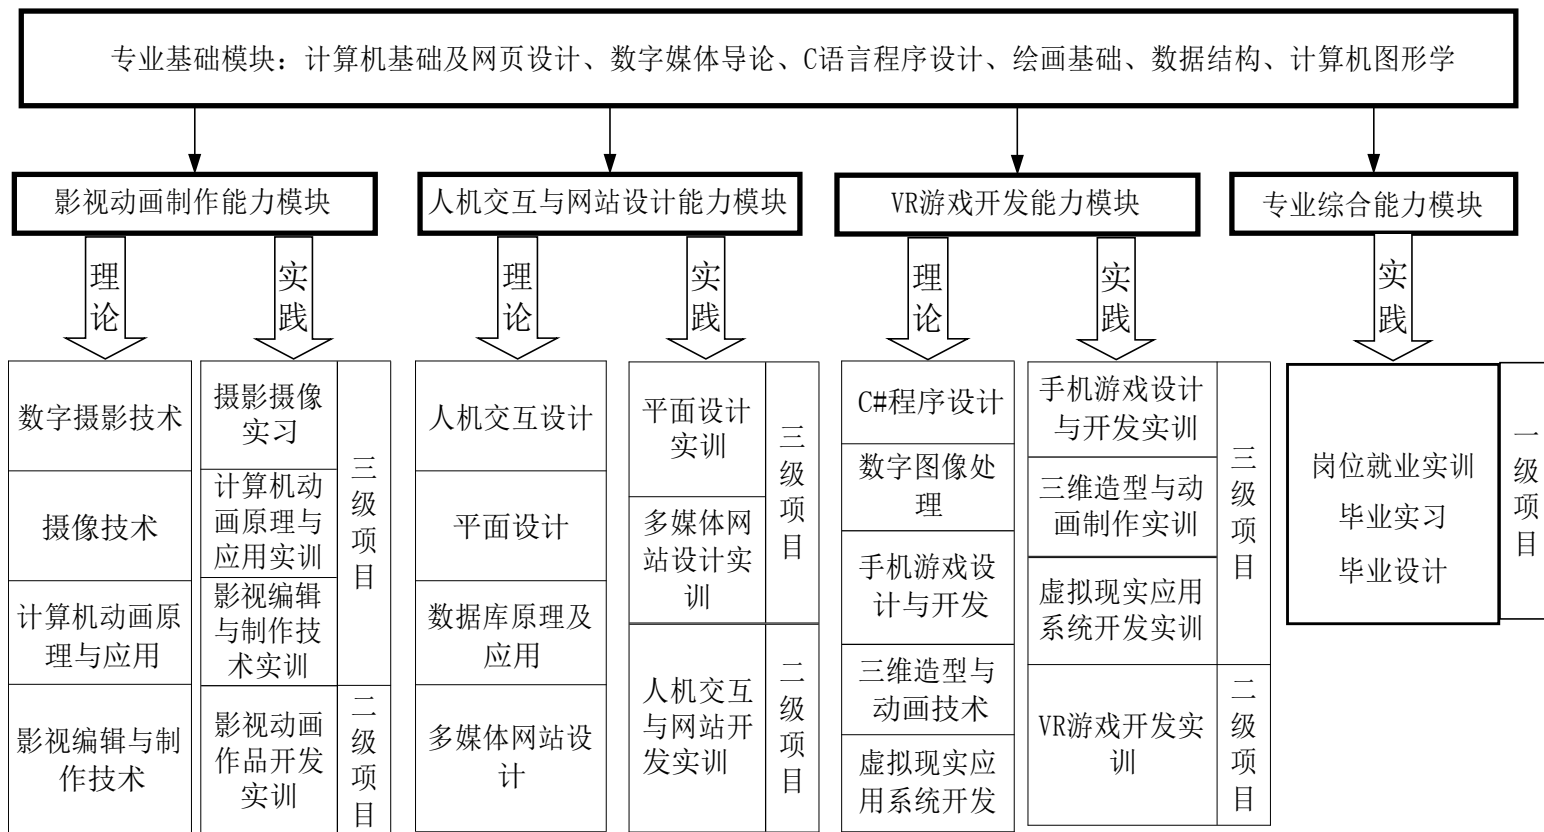 专业基础模块：计算机基础及网页设计、数字媒体导论、C语言程序设计、绘画基础、数据结构、计算机图形学
影视动画制作能力模块
人机交互与网站设计能力模块
VR游戏开发能力模块
专业综合能力模块
理
论
实
践
理
论
实
践
理
论
实
践
实
践
数字摄影技术
摄像技术
计算机动画原
理与应用
影视编辑与制
作技术
摄影摄像
实习
计算机动
画原理与
应用实训
影视编辑
与制作技
术实训
影视动画
作品开发
实训
三
级
项
目
二
级
项
目
人机交互设计
平面设计
数据库原理及
应用
多媒体网站设
计
平面设计
实训
多媒体网
站设计实
训
人机交互
与网站开
发实训
三
级
项
目
二
级
项
目
C#程序设计
数字图像处
理
手机游戏设
计与开发
三维造型与
动画技术
虚拟现实应
用系统开发
手机游戏设计
与开发实训
三维造型与动
画制作实训
虚拟现实应用
系统开发实训
VR游戏开发实
训
三
级
项
目
二
级
项
目
岗位就业实训
毕业实习
毕业设计
一
级
项
目